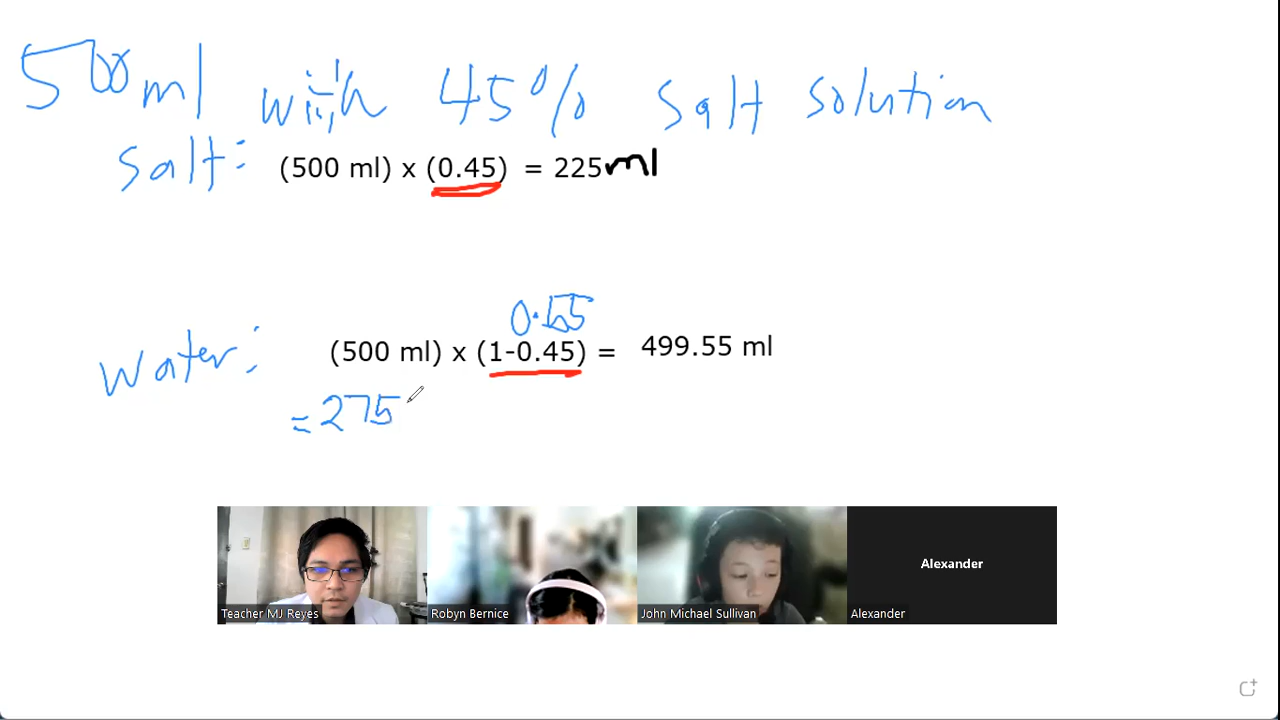 500ml with 45% salt solution
salt: (500 ml) x (0.45) = 225ml
0.55
water: (500 ml) x (1-0.45) = 499.55 ml
= 275
Alexander
Teacher MJ Reyes Robyn Bernice John Michael Sullivan Alexander